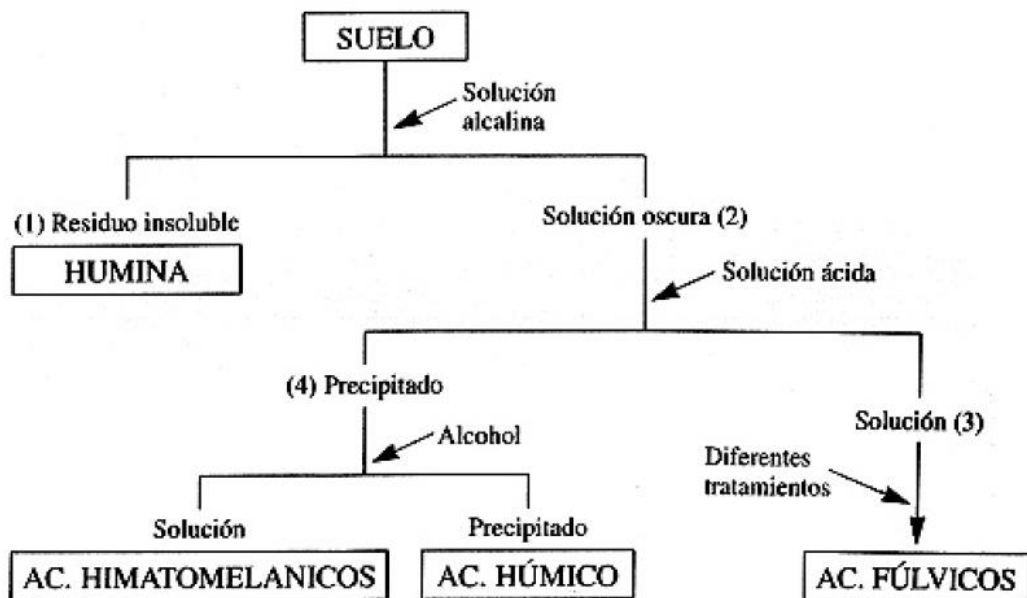 SUELO
Solución
alcalina
(1) Residuo insoluble
HUMINA
Solución oscura (2)
Solución ácida
(4) Precipitado
Alcohol
Solución (3)
Diferentes
tratamientos
Solución
AC. HIMATOMELANICOS
Precipitado
AC. HÚMICO
AC. FÚLVICOS